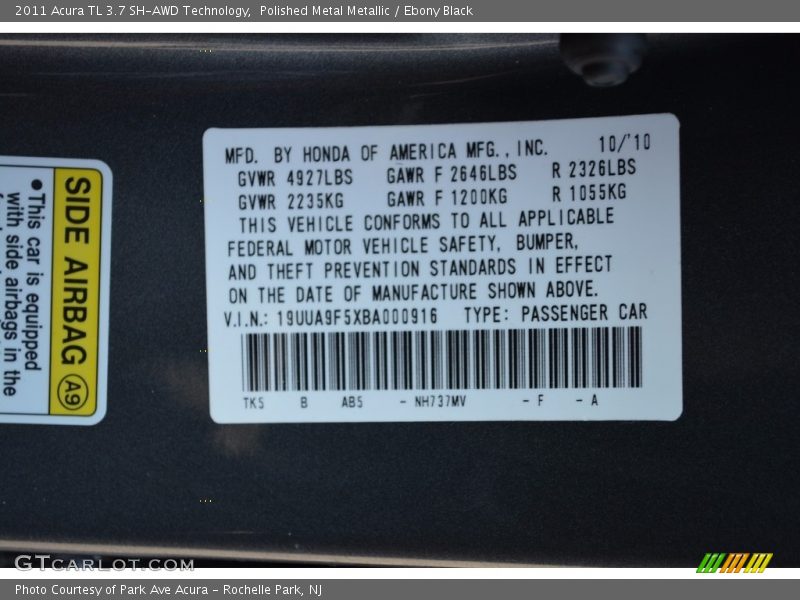 2011 Acura TL 3.7 SH-AWD Technology,  Polished Metal Metallic / Ebony Black
MFD. BY HONDA OF AMERICA MFG., INC. 10/'10
GVWR 4927LBS GAWR F 2646LBS R 2326LBS
GVWR 2235KG GAWR F 1200KG R 1055KG
THIS VEHICLE CONFORMS TO ALL APPLICABLE
FEDERAL MOTOR VEHICLE SAFETY, BUMPER,
AND THEFT PREVENTION STANDARDS IN EFFECT
ON THE DATE OF MANUFACTURE SHOWN ABOVE.
V.I.N.: 19UUA9F5XBA000916 TYPE: PASSENGER CAR
TK5 B AB5 - NH737MV - F - A
SIDE AIRBAG A9
●This car is equipped
with side airbags in the
GTCARLOT.COM
Photo Courtesy of Park Ave Acura - Rochelle Park, NJ